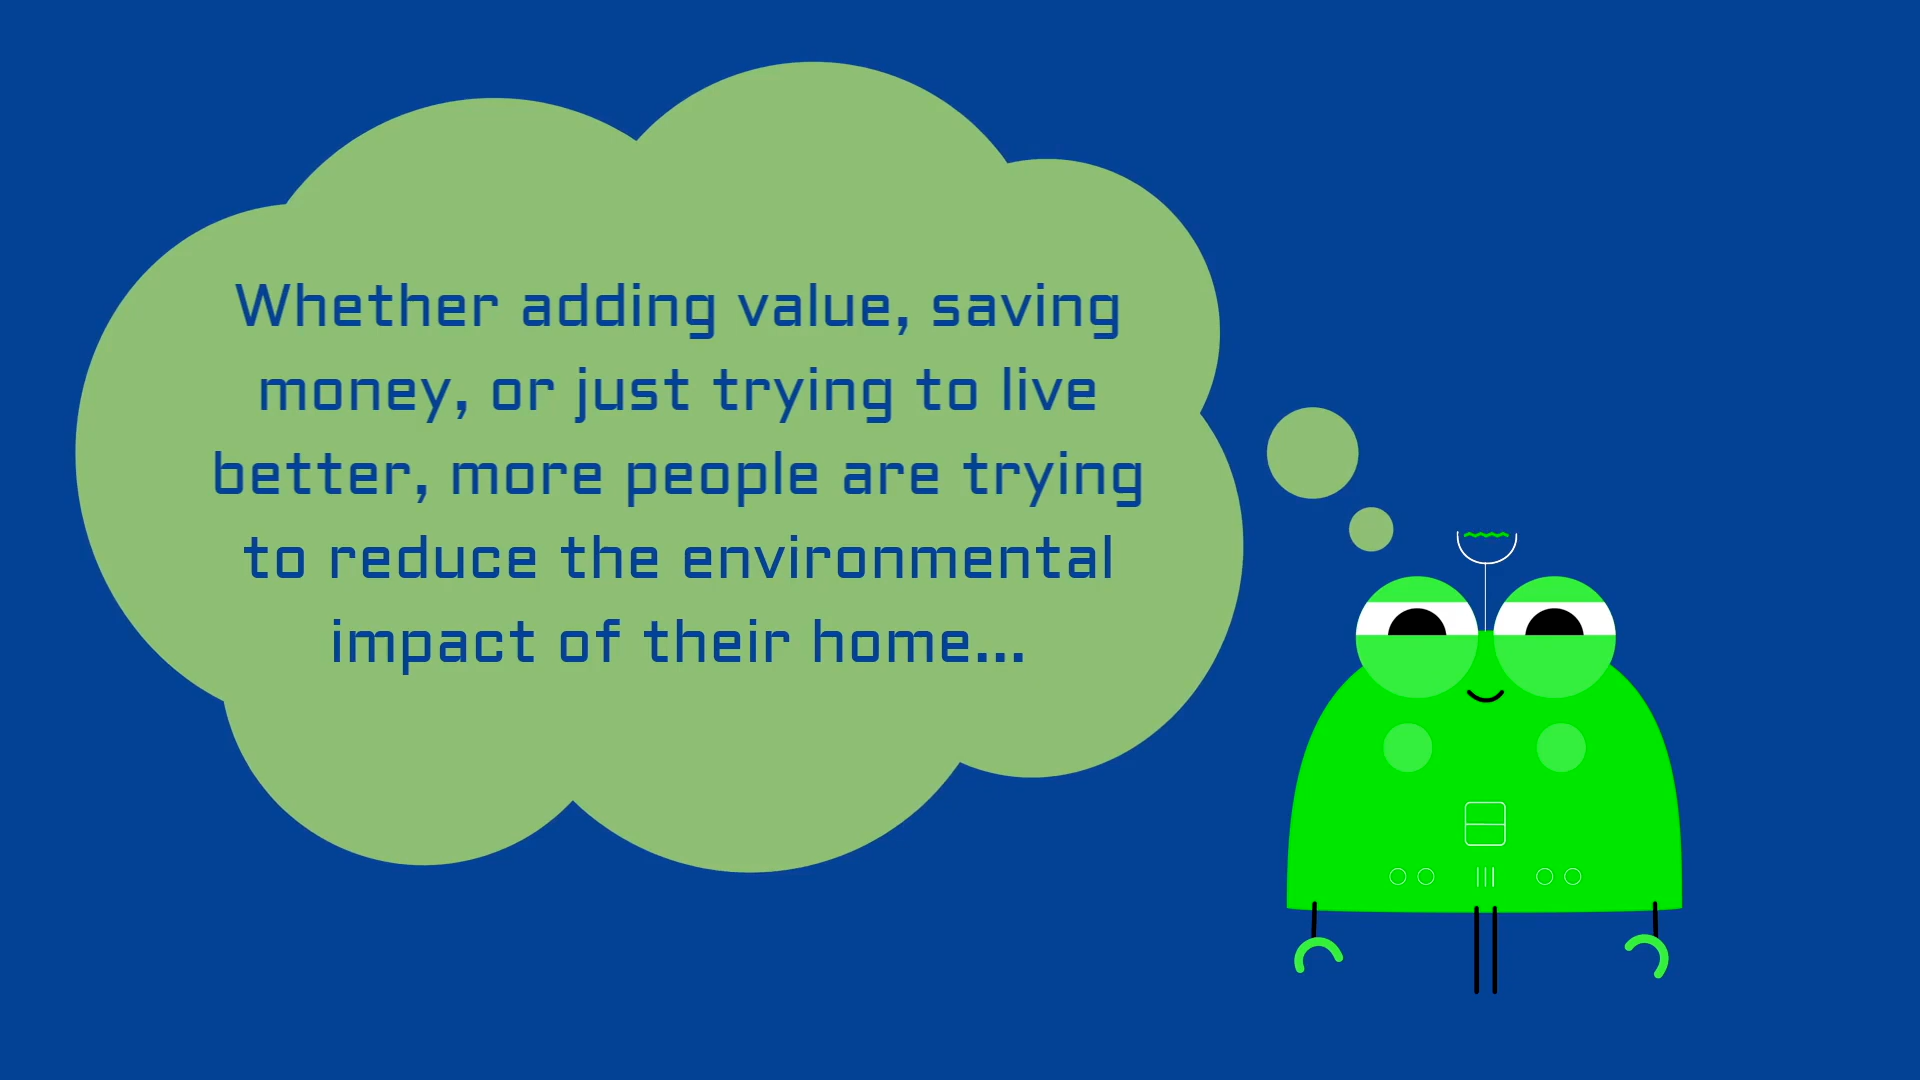 Whether adding value, saving
money, or just trying to live
better, more people are trying
to reduce the environmental
impact of their home...